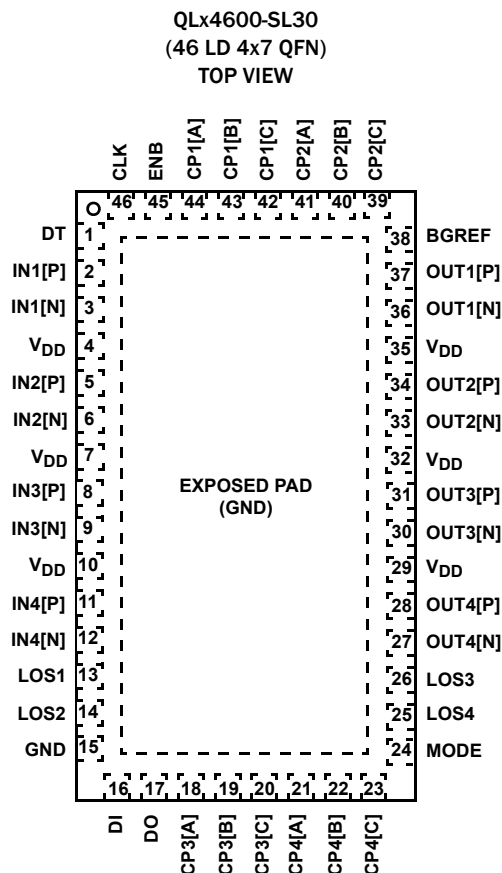 QLx4600-SL30
(46 LD 4x7 QFN)
TOP VIEW
CLK
ENB
CP1[A]
CP1[B]
CP1[C]
CP2[A]
CP2[B]
CP2[C]
46 45 44 43 42 41 40 39
DT 1 38 BGREF
IN1[P] 2 37 OUT1[P]
IN1[N] 3 36 OUT1[N]
VDD 4 35 VDD
IN2[P] 5 34 OUT2[P]
IN2[N] 6 33 OUT2[N]
VDD 7 32 VDD
EXPOSED PAD
(GND)
IN3[P] 8 31 OUT3[P]
IN3[N] 9 30 OUT3[N]
VDD 10 29 VDD
IN4[P] 11 28 OUT4[P]
IN4[N] 12 27 OUT4[N]
LOS1 13 26 LOS3
LOS2 14 25 LOS4
GND 15 24 MODE
16 17 18 19 20 21 22 23
DI
DO
CP3[A]
CP3[B]
CP3[C]
CP4[A]
CP4[B]
CP4[C]